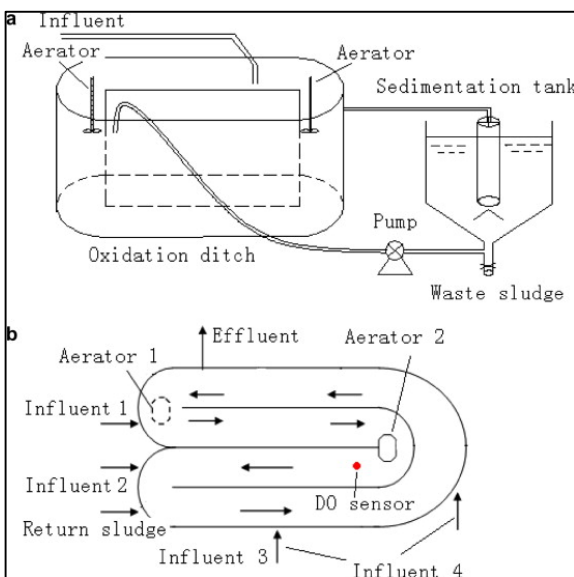 a
Influent
Aerator
Aerator
Sedimentation tank
Oxidation ditch
Pump
Waste sludge
b
Effluent
Aerator 1
Aerator 2
Influent 1
Influent 2
DO sensor
Return sludge
Influent 3
Influent 4